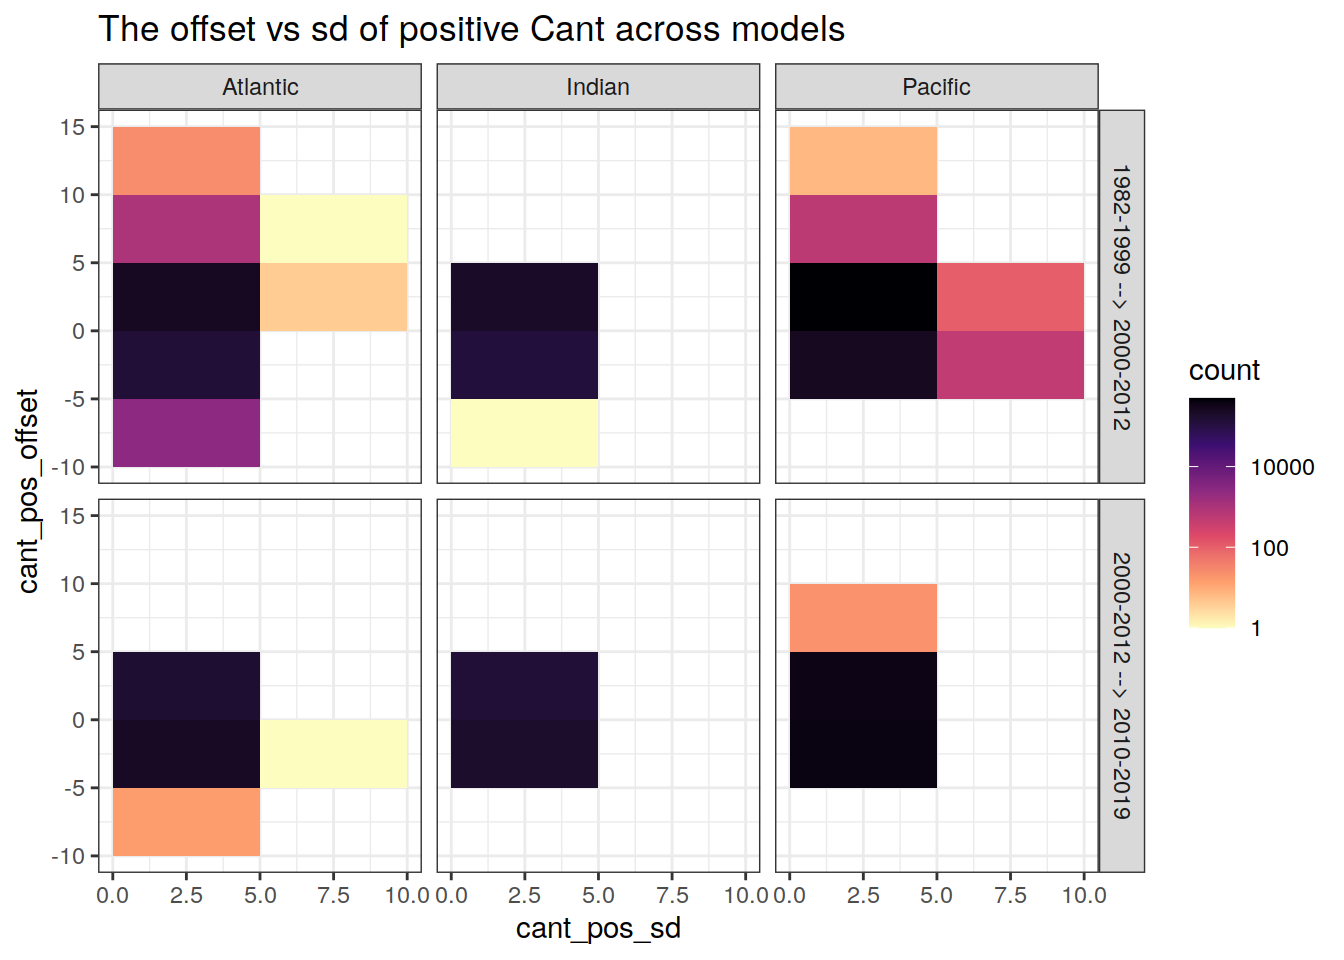 The offset vs sd of positive Cant across models
Atlantic
Indian
Pacific
15
10
5
0
-5
-10
1982-1999 --> 2000-2012
15
10
5
0
-5
-10
2000-2012 --> 2010-2019
0.0 2.5 5.0 7.5 10.0
0.0 2.5 5.0 7.5 10.0
0.0 2.5 5.0 7.5 10.0
cant_pos_sd
cant_pos_offset
count
10000
100
1